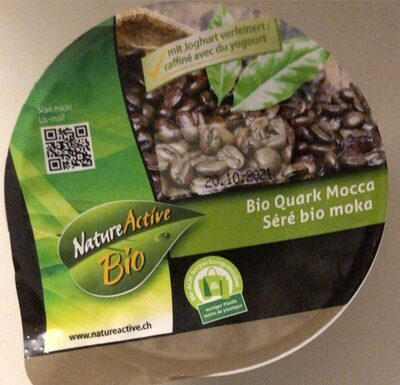 mit Joghurt verfeinert /
raffiné avec du yogourt
Scan mich!
Lis-moi!
20.10.2021
Bio Quark Mocca
Séré bio moka
NatureActive
Bio
weniger Plastik
moins de plastique
www.natureactive.ch